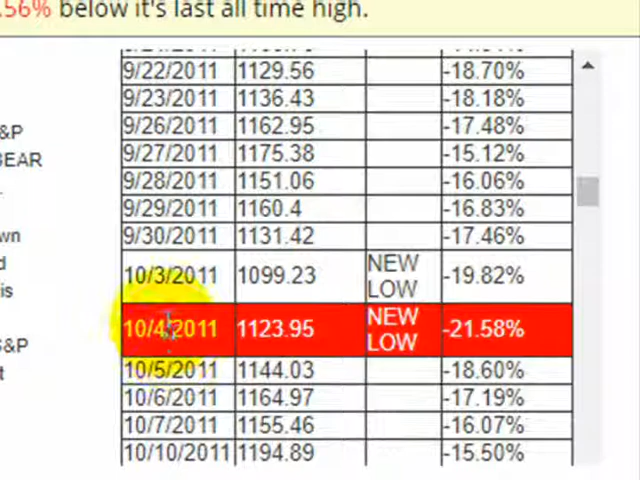 .56% below it's last all time high.
9/22/2011 1129.56 -18.70%
9/23/2011 1136.43 -18.18%
&P
9/26/2011 1162.95 -17.48%
BEAR
9/27/2011 1175.38 -15.12%
9/28/2011 1151.06 -16.06%
9/29/2011 1160.4 -16.83%
wn
9/30/2011 1131.42 -17.46%
d
10/3/2011 1099.23 NEW LOW -19.82%
is
10/4/2011 1123.95 NEW LOW -21.58%
S&P
t
10/5/2011 1144.03 -18.60%
10/6/2011 1164.97 -17.19%
10/7/2011 1155.46 -16.07%
10/10/2011 1194.89 -15.50%